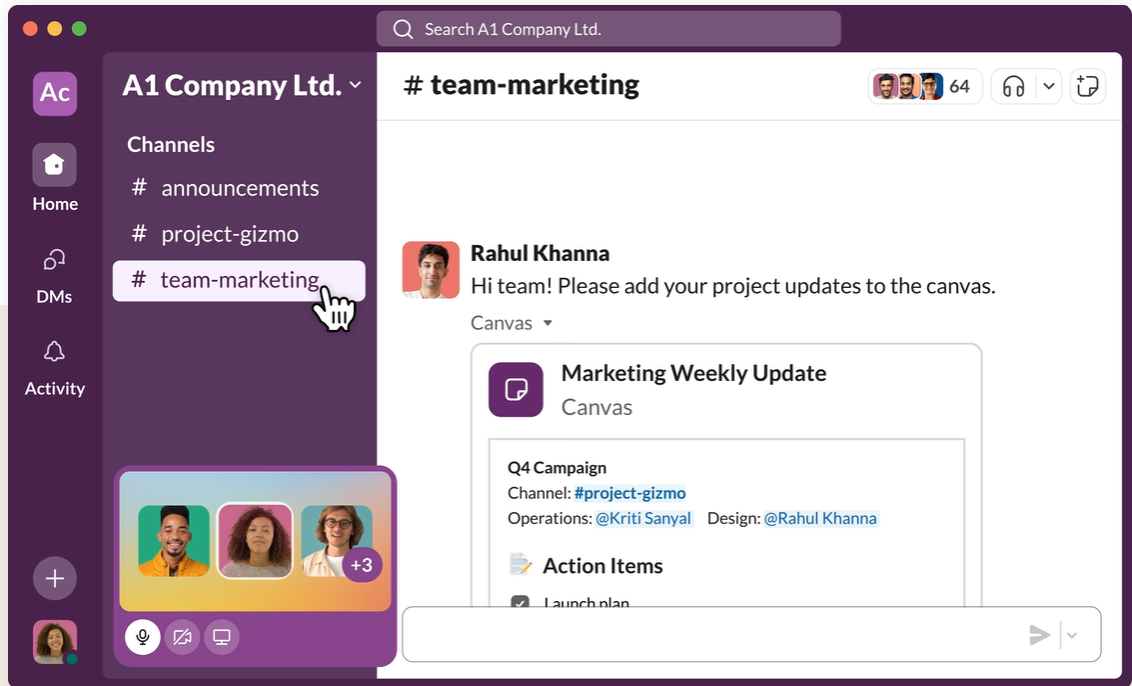 Search A1 Company Ltd.
Ac
Home
DMs
Activity
A1 Company Ltd.
Channels
# announcements
# project-gizmo
# team-marketing
+3
# team-marketing
64
Rahul Khanna
Hi team! Please add your project updates to the canvas.
Canvas
Marketing Weekly Update
Canvas
Q4 Campaign
Channel: #project-gizmo
Operations: @Kriti Sanyal Design: @Rahul Khanna
Action Items
Launch plan